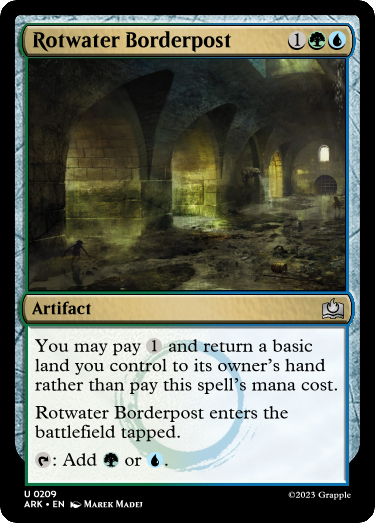 Rotwater Borderpost 1
Artifact
You may pay 1 and return a basic
land you control to its owner's hand
rather than pay this spell's mana cost.
Rotwater Borderpost enters the
battlefield tapped.
: Add or .
U 0209
ARK • EN Marek Madej
©2023 Grapple